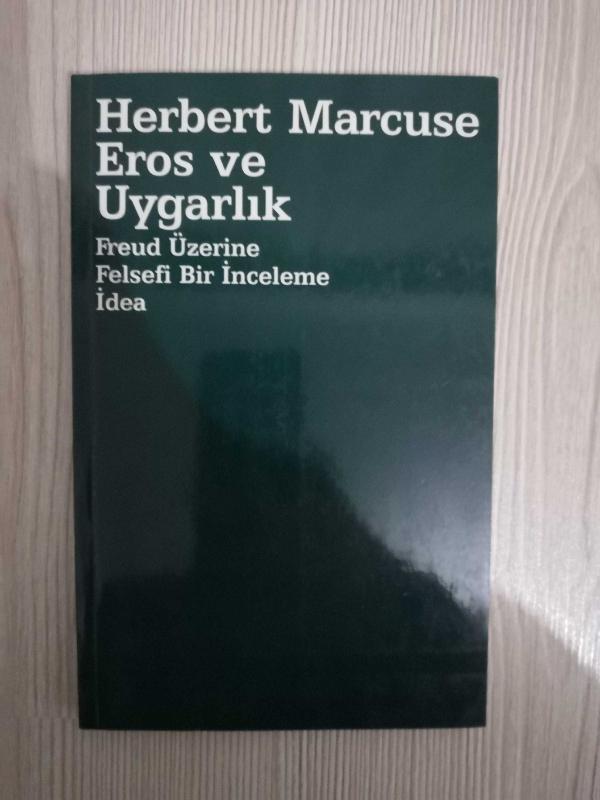 Herbert Marcuse
Eros ve
Uygarlık
Freud Üzerine
Felsefi Bir İnceleme
İdea